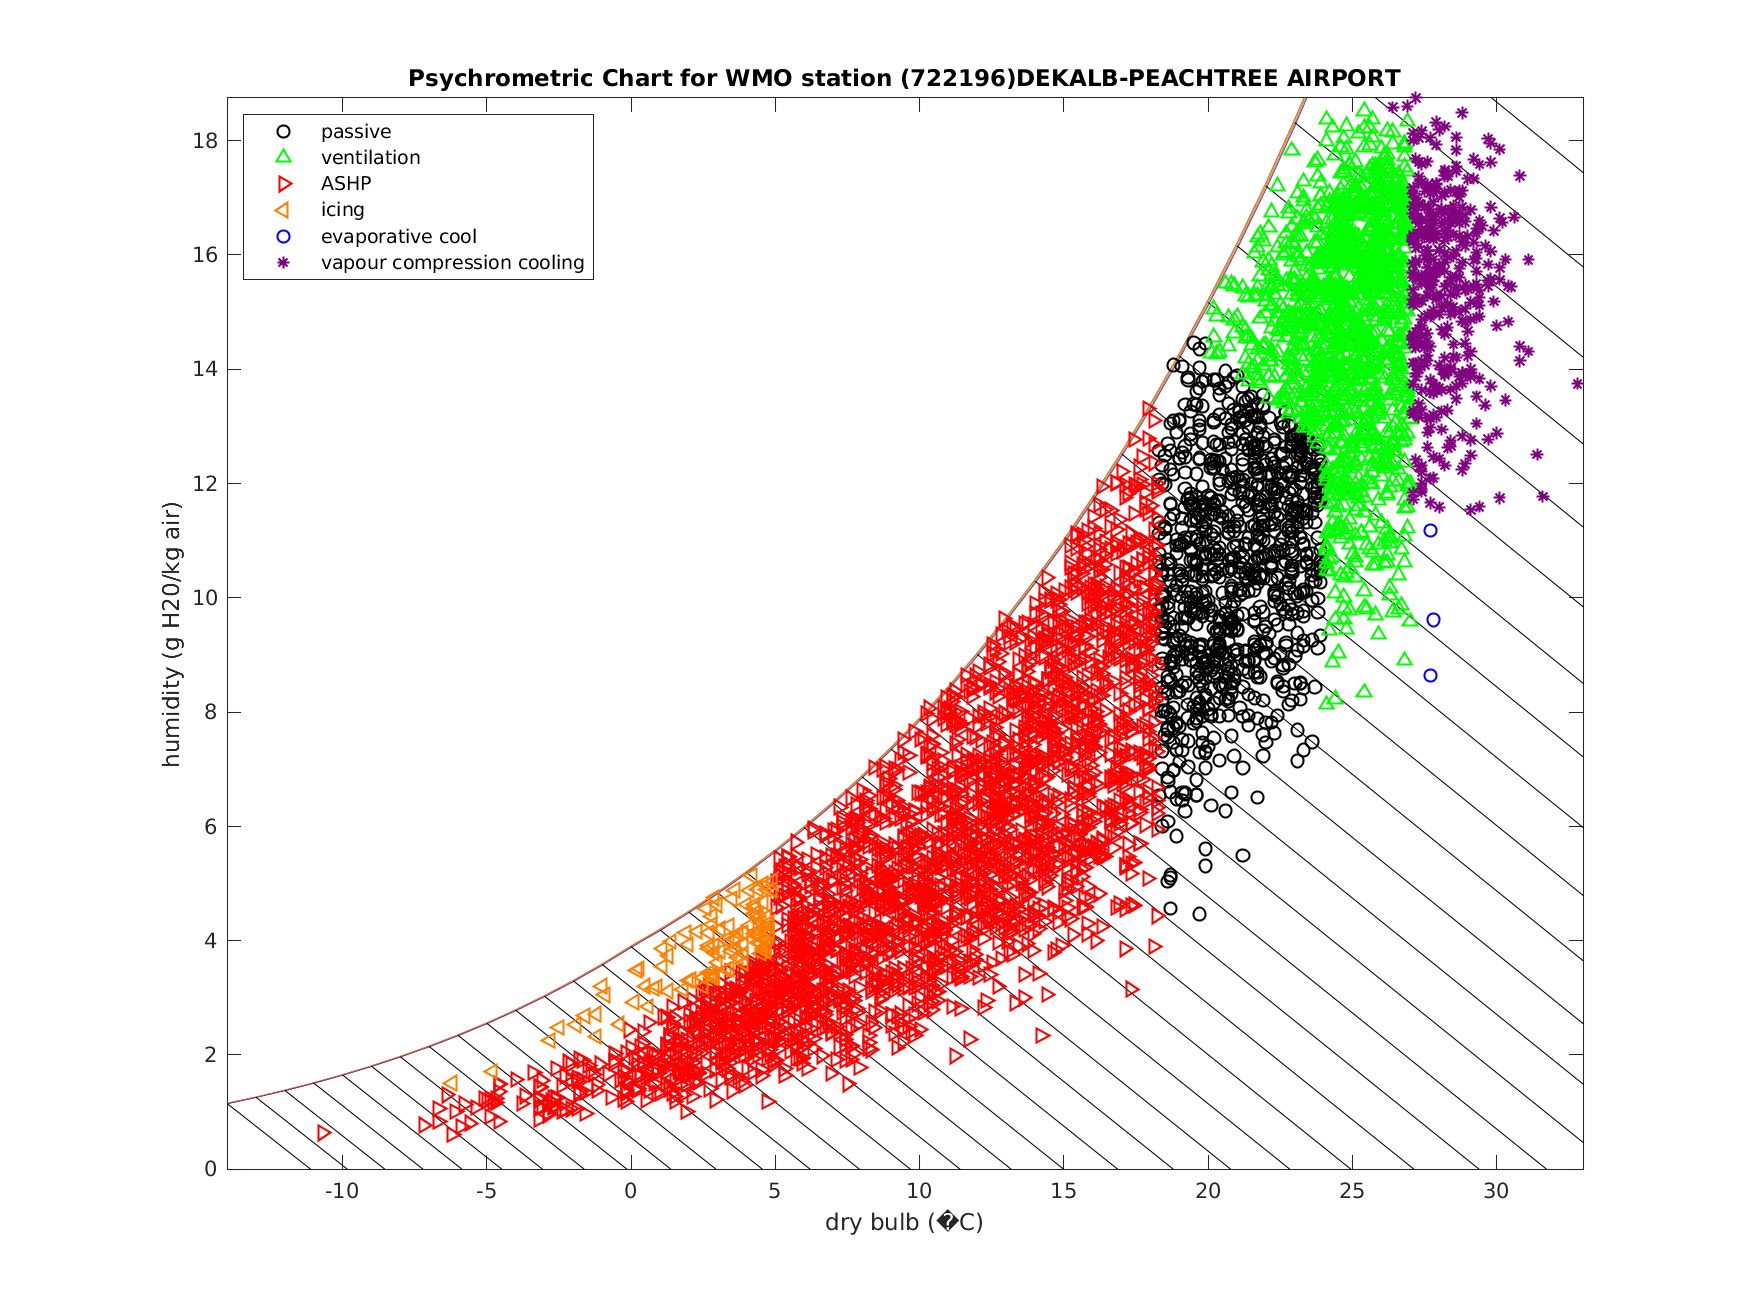 Psychrometric Chart for WMO station (722196)DEKALB-PEACHTREE AIRPORT
passive
ventilation
ASHP
icing
evaporative cool
vapour compression cooling
humidity (g H20/kg air)
18
16
14
12
10
8
6
4
2
0
-10 -5 0 5 10 15 20 25 30
dry bulb (�C)